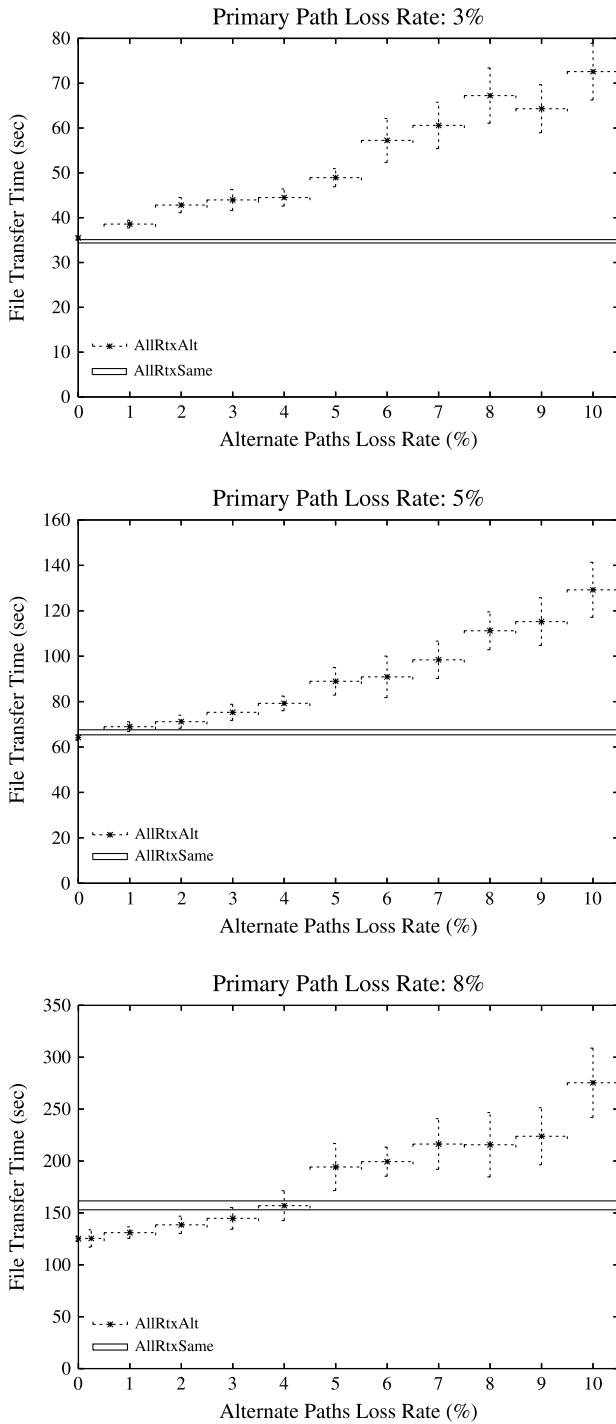 Primary Path Loss Rate: 3%
80
70
60
50
40
30
20
10
0
File Transfer Time (sec)
AllRtxAlt
AllRtxSame
0 1 2 3 4 5 6 7 8 9 10
Alternate Paths Loss Rate (%)
Primary Path Loss Rate: 5%
160
140
120
100
80
60
40
20
0
File Transfer Time (sec)
AllRtxAlt
AllRtxSame
0 1 2 3 4 5 6 7 8 9 10
Alternate Paths Loss Rate (%)
Primary Path Loss Rate: 8%
350
300
250
200
150
100
50
0
File Transfer Time (sec)
AllRtxAlt
AllRtxSame
0 1 2 3 4 5 6 7 8 9 10
Alternate Paths Loss Rate (%)